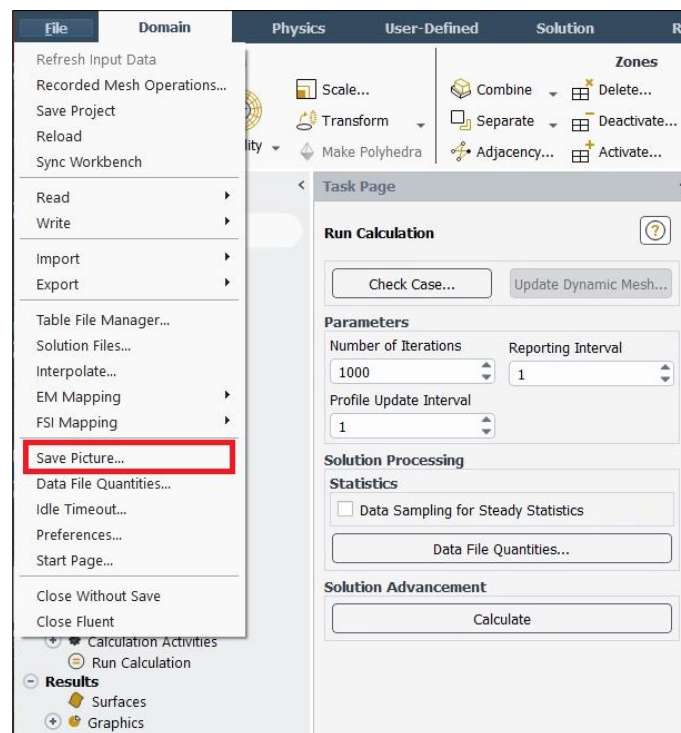 File Domain Physics User-Defined Solution R
Refresh Input Data
Recorded Mesh Operations...
Save Project
Reload
Sync Workbench
Read
Write
Import
Export
Table File Manager...
Solution Files...
Interpolate...
EM Mapping
FSI Mapping
Save Picture...
Data File Quantities...
Idle Timeout...
Preferences...
Start Page...
Close Without Save
Close Fluent
Calculation Activities
Run Calculation
Results
Surfaces
Graphics
lity
Zones
Scale... Combine Delete...
Transform Separate Deactivate...
Make Polyhedra Adjacency... Activate...
Task Page
Run Calculation ?
Check Case... Update Dynamic Mesh...
Parameters
Number of Iterations Reporting Interval
1000 1
Profile Update Interval
1
Solution Processing
Statistics
Data Sampling for Steady Statistics
Data File Quantities...
Solution Advancement
Calculate